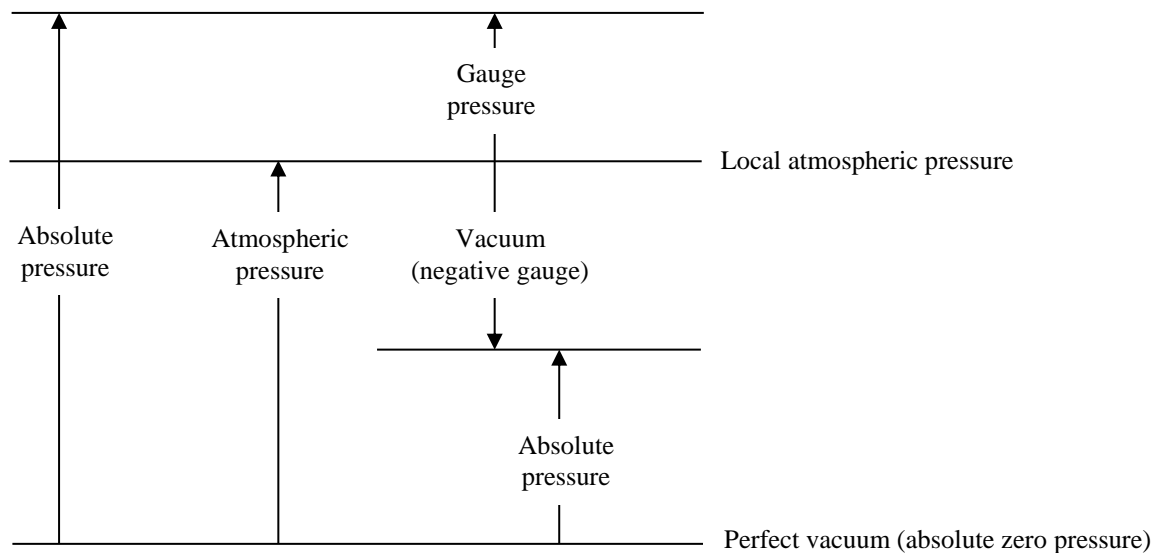 Gauge
pressure
Local atmospheric pressure
Absolute
pressure
Atmospheric
pressure
Vacuum
(negative gauge)
Absolute
pressure
Perfect vacuum (absolute zero pressure)